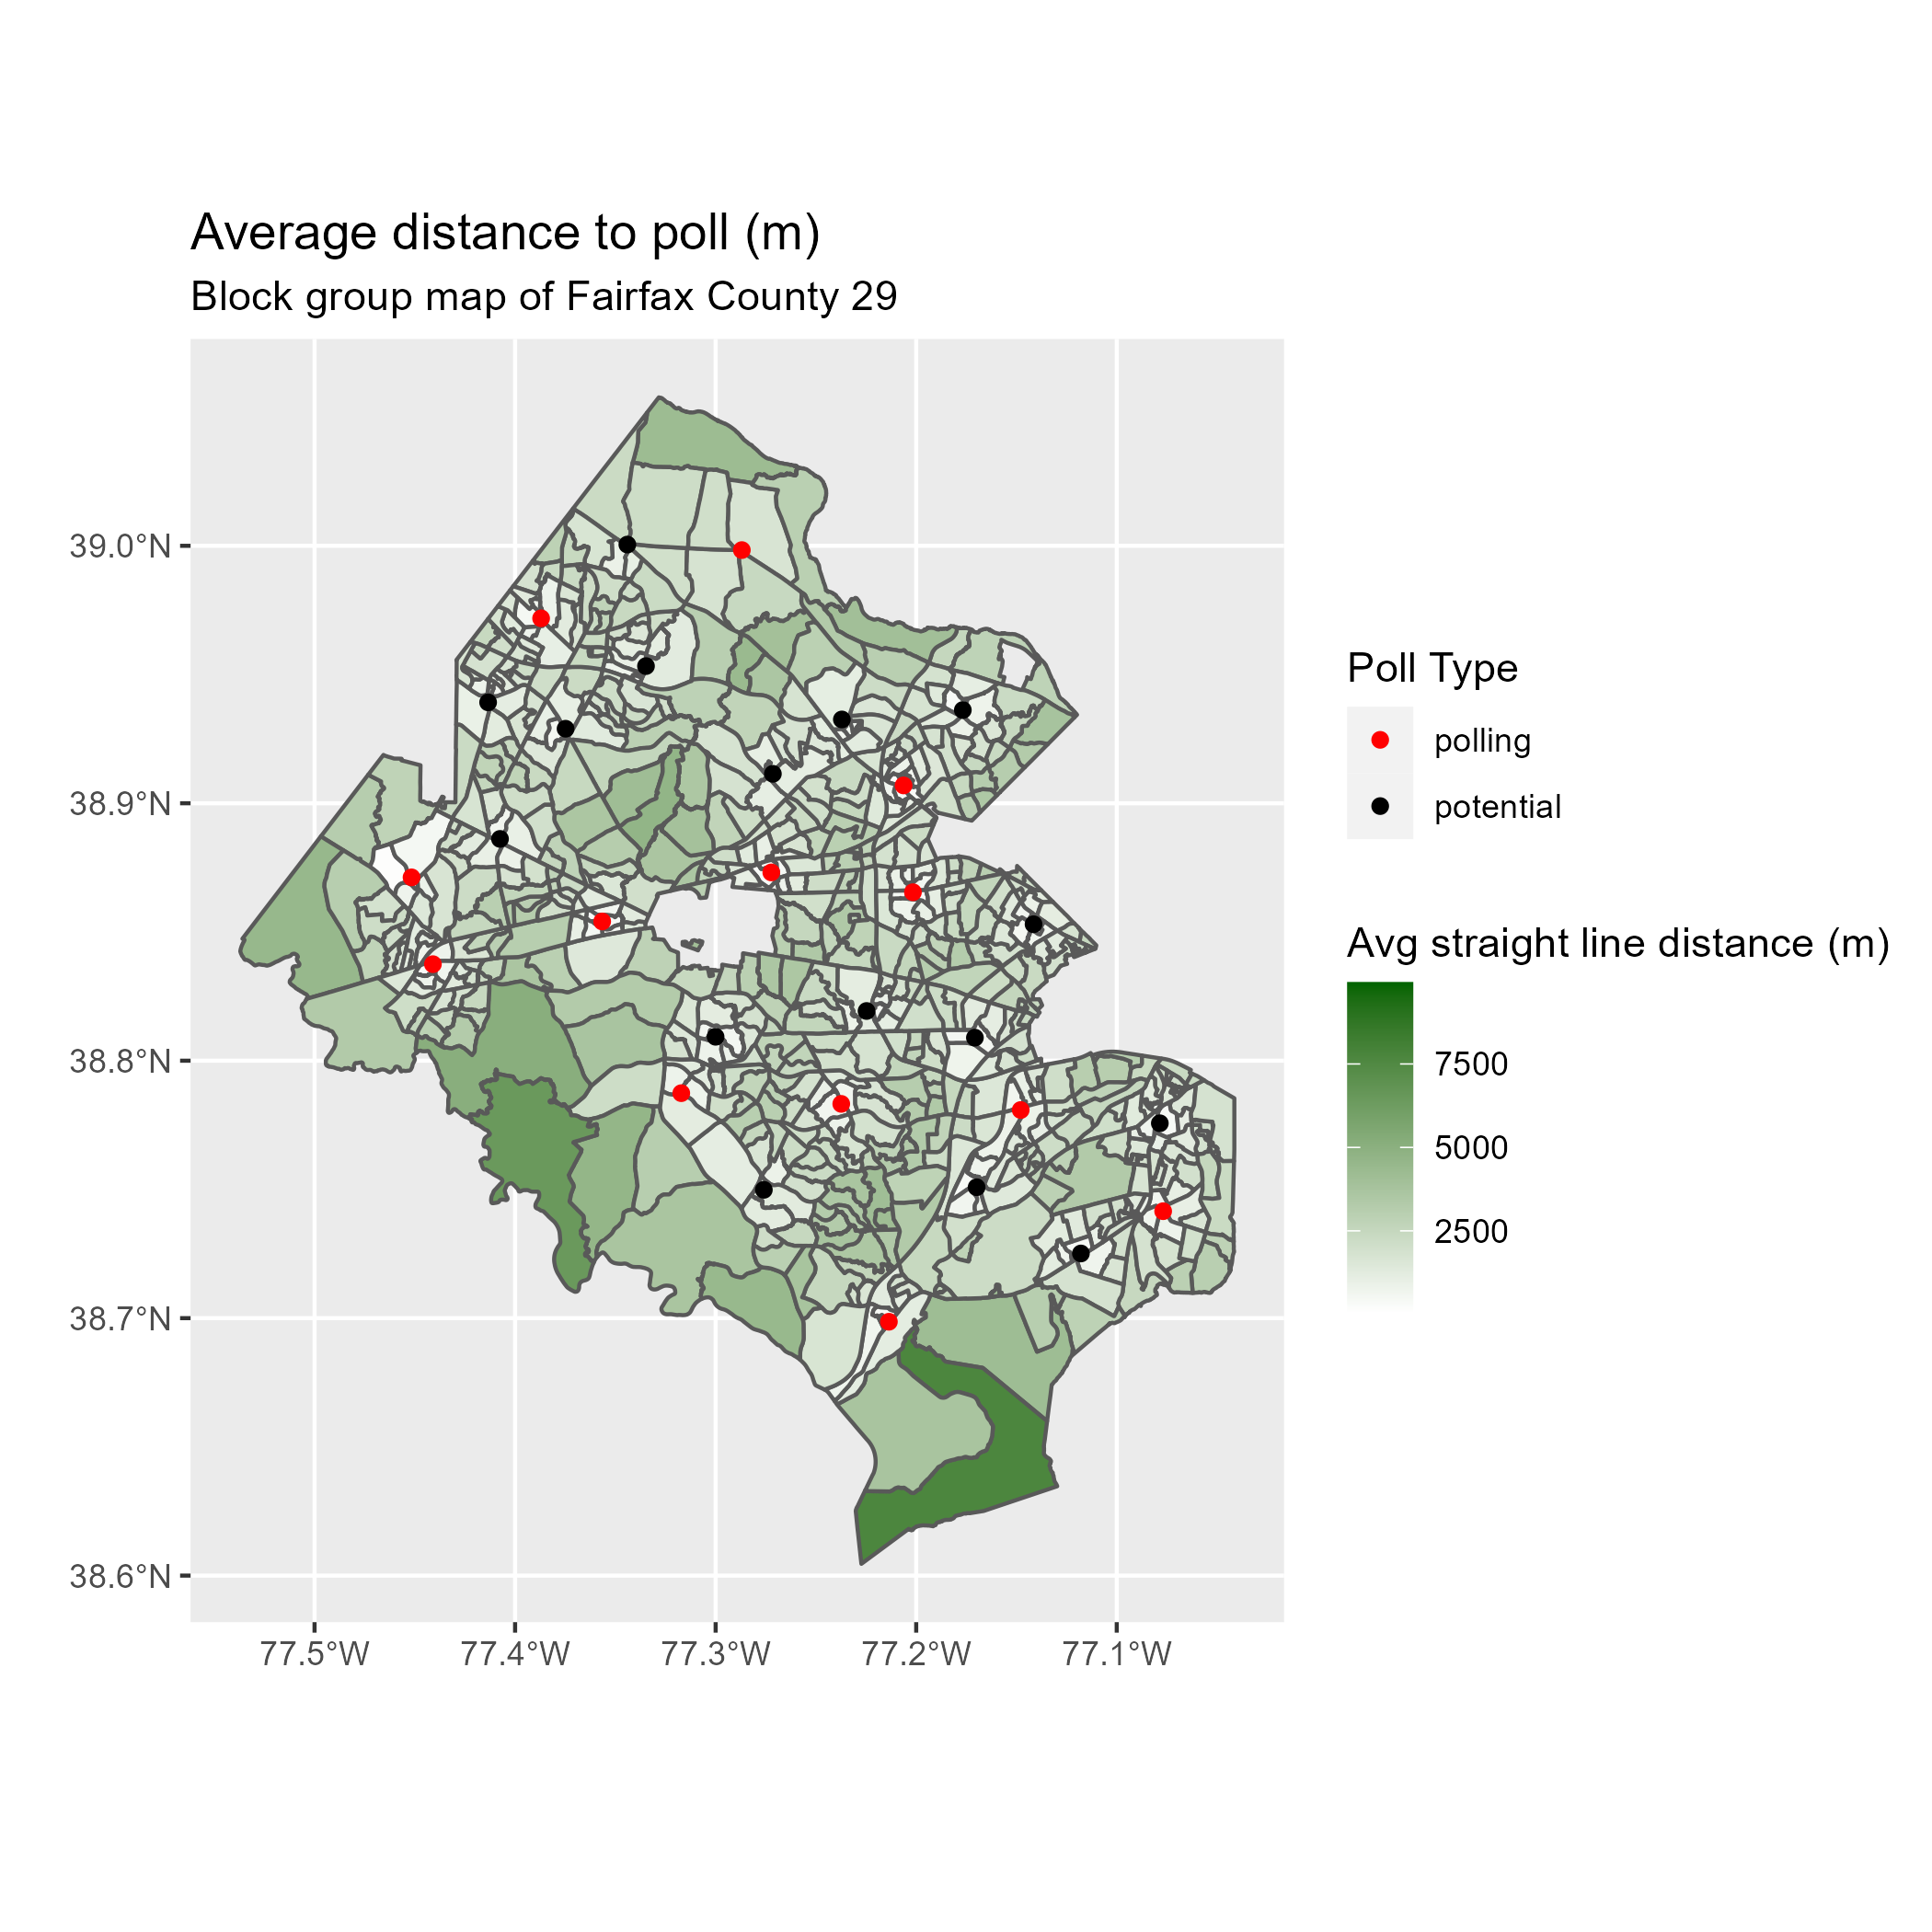 Average distance to poll (m)
Block group map of Fairfax County 29
39.0°N
38.9°N
38.8°N
38.7°N
38.6°N
77.5°W
77.4°W
77.3°W
77.2°W
77.1°W
Poll Type
polling
potential
Avg straight line distance (m)
7500
5000
2500